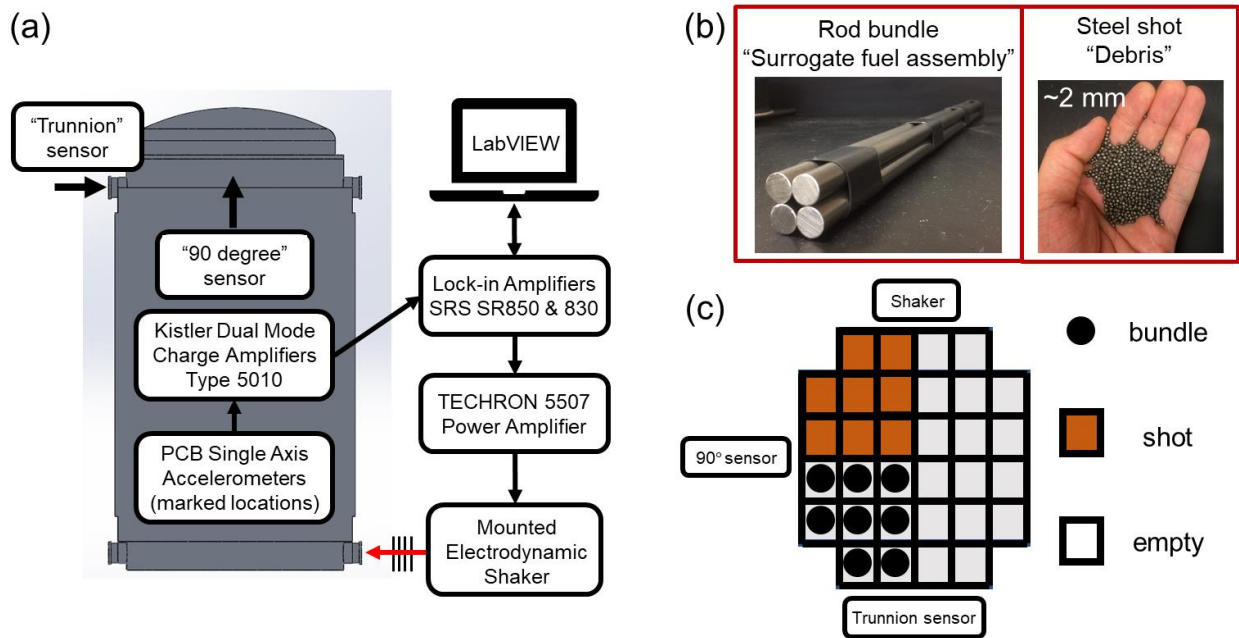 (a)
“Trunnion”
sensor
“90 degree”
sensor
Kistler Dual Mode
Charge Amplifiers
Type 5010
PCB Single Axis
Accelerometers
(marked locations)
LabVIEW
Lock-in Amplifiers
SRS SR850 & 830
TECHRON 5507
Power Amplifier
Mounted
Electrodynamic
Shaker
(b)
Rod bundle
“Surrogate fuel assembly”
Steel shot
“Debris”
~2 mm
(c)
Shaker
90° sensor
Trunnion sensor
bundle
shot
empty